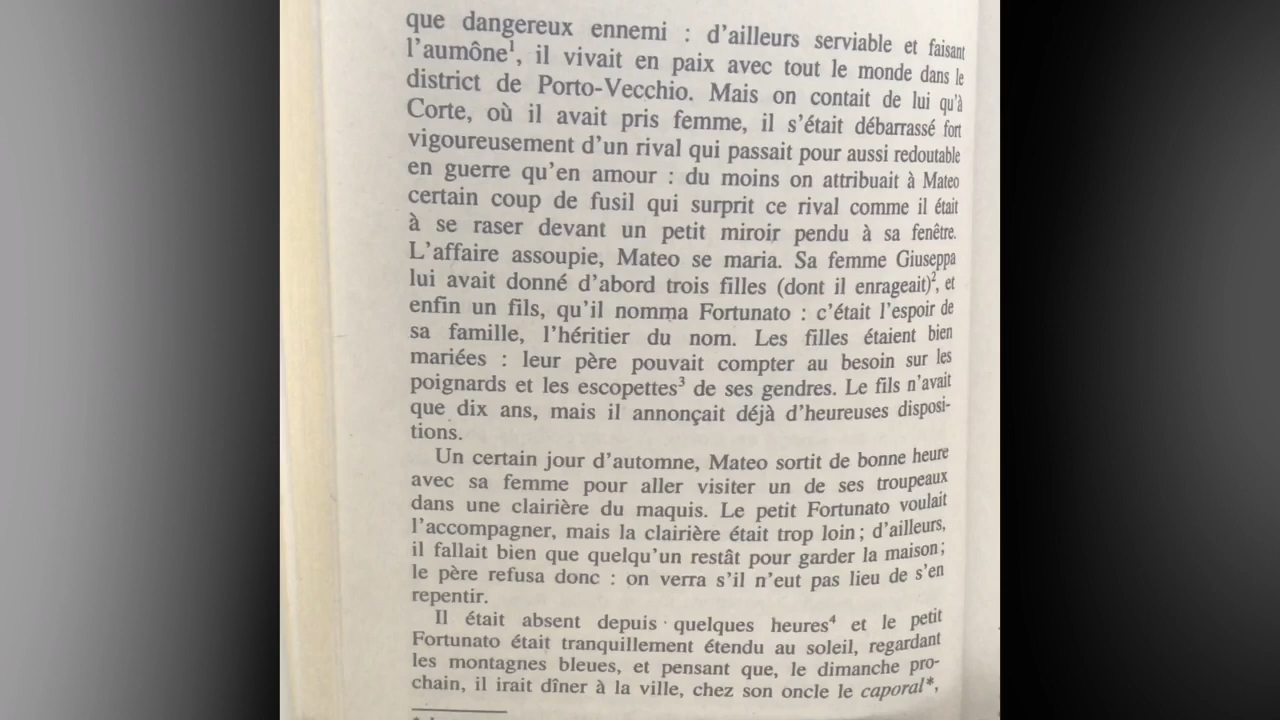 que dangereux ennemi : d'ailleurs serviable et faisant
l'aumône¹, il vivait en paix avec tout le monde dans le
district de Porto-Vecchio. Mais on contait de lui qu'à
Corte, où il avait pris femme, il s'était débarrassé fort
vigoureusement d'un rival qui passait pour aussi redoutable
en guerre qu'en amour : du moins on attribuait à Mateo
certain coup de fusil qui surprit ce rival comme il était
à se raser devant un petit miroir pendu à sa fenêtre.
L'affaire assoupie, Mateo se maria. Sa femme Giuseppa
lui avait donné d'abord trois filles (dont il enrageait)², et
enfin un fils, qu'il nomma Fortunato : c'était l'espoir de
sa famille, l'héritier du nom. Les filles étaient bien
mariées : leur père pouvait compter au besoin sur les
poignards et les escopettes³ de ses gendres. Le fils n'avait
que dix ans, mais il annonçait déjà d'heureuses disposi-
tions.
Un certain jour d'automne, Mateo sortit de bonne heure
avec sa femme pour aller visiter un de ses troupeaux
dans une clairière du maquis. Le petit Fortunato voulait
l'accompagner, mais la clairière était trop loin ; d'ailleurs,
il fallait bien que quelqu'un restât pour garder la maison ;
le père refusa donc : on verra s'il n'eut pas lieu de s'en
repentir.
Il était absent depuis quelques heures⁴ et le petit
Fortunato était tranquillement étendu au soleil, regardant
les montagnes bleues, et pensant que, le dimanche pro-
chain, il irait dîner à la ville, chez son oncle le caporal*,